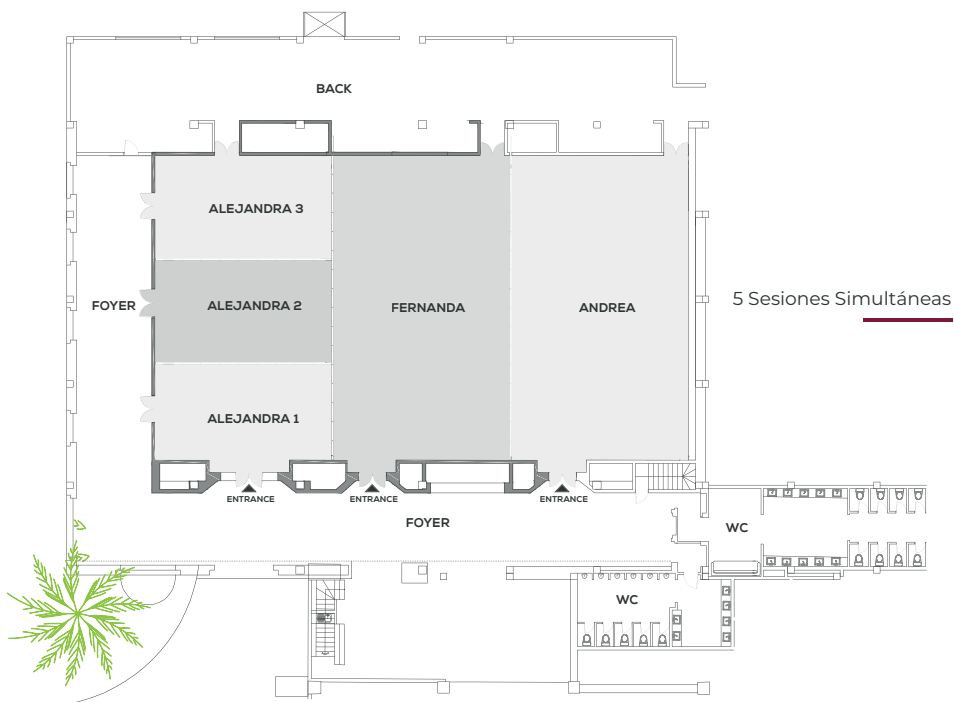 BACK
ALEJANDRA 3
FOYER
ALEJANDRA 2
FERNANDA
ANDREA
5 Sesiones Simultáneas
ALEJANDRA 1
ENTRANCE
ENTRANCE
ENTRANCE
FOYER
WC
WC